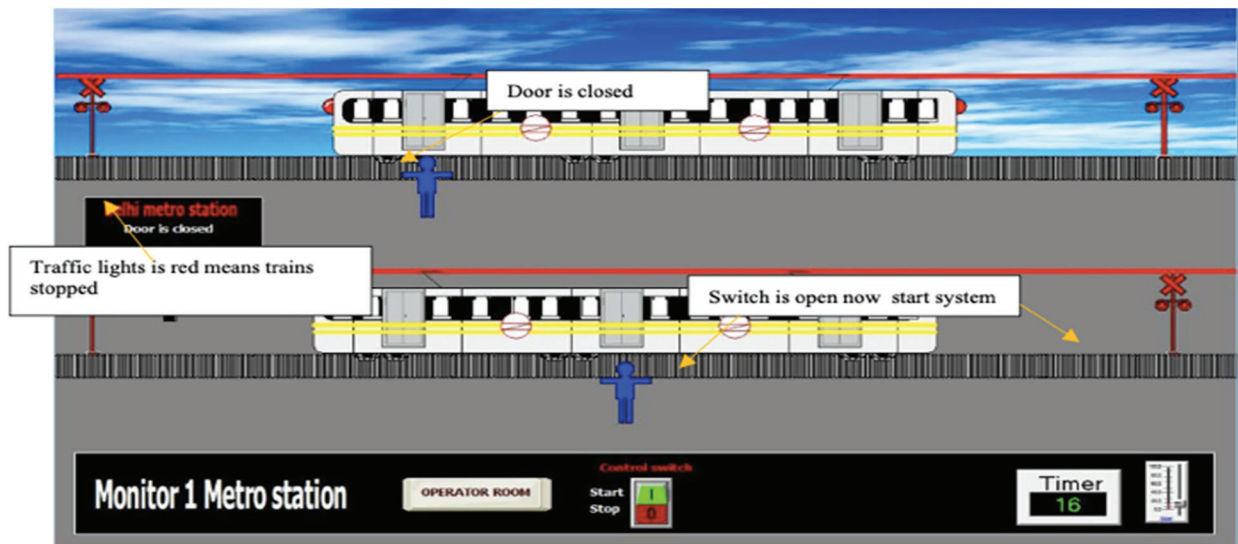 Door is closed
Delhi metro station
Door is closed
Traffic lights is red means trains
stopped
Switch is open now start system
Control switch
Monitor 1 Metro station
OPERATOR ROOM
Start
Stop
I
0
Timer
16